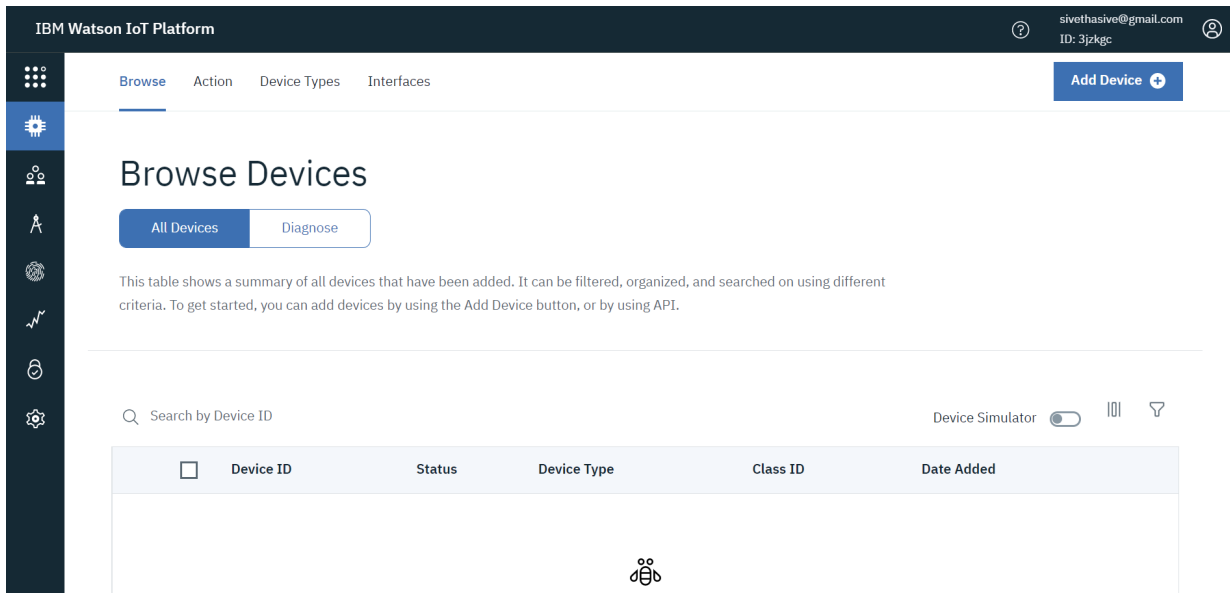 IBM Watson IoT Platform
sivethasive@gmail.com
ID: 3jzkgc
Browse Action Device Types Interfaces
Add Device
Browse Devices
All Devices Diagnose
This table shows a summary of all devices that have been added. It can be filtered, organized, and searched on using different
criteria. To get started, you can add devices by using the Add Device button, or by using API.
Search by Device ID
Device Simulator
Device ID Status Device Type Class ID Date Added